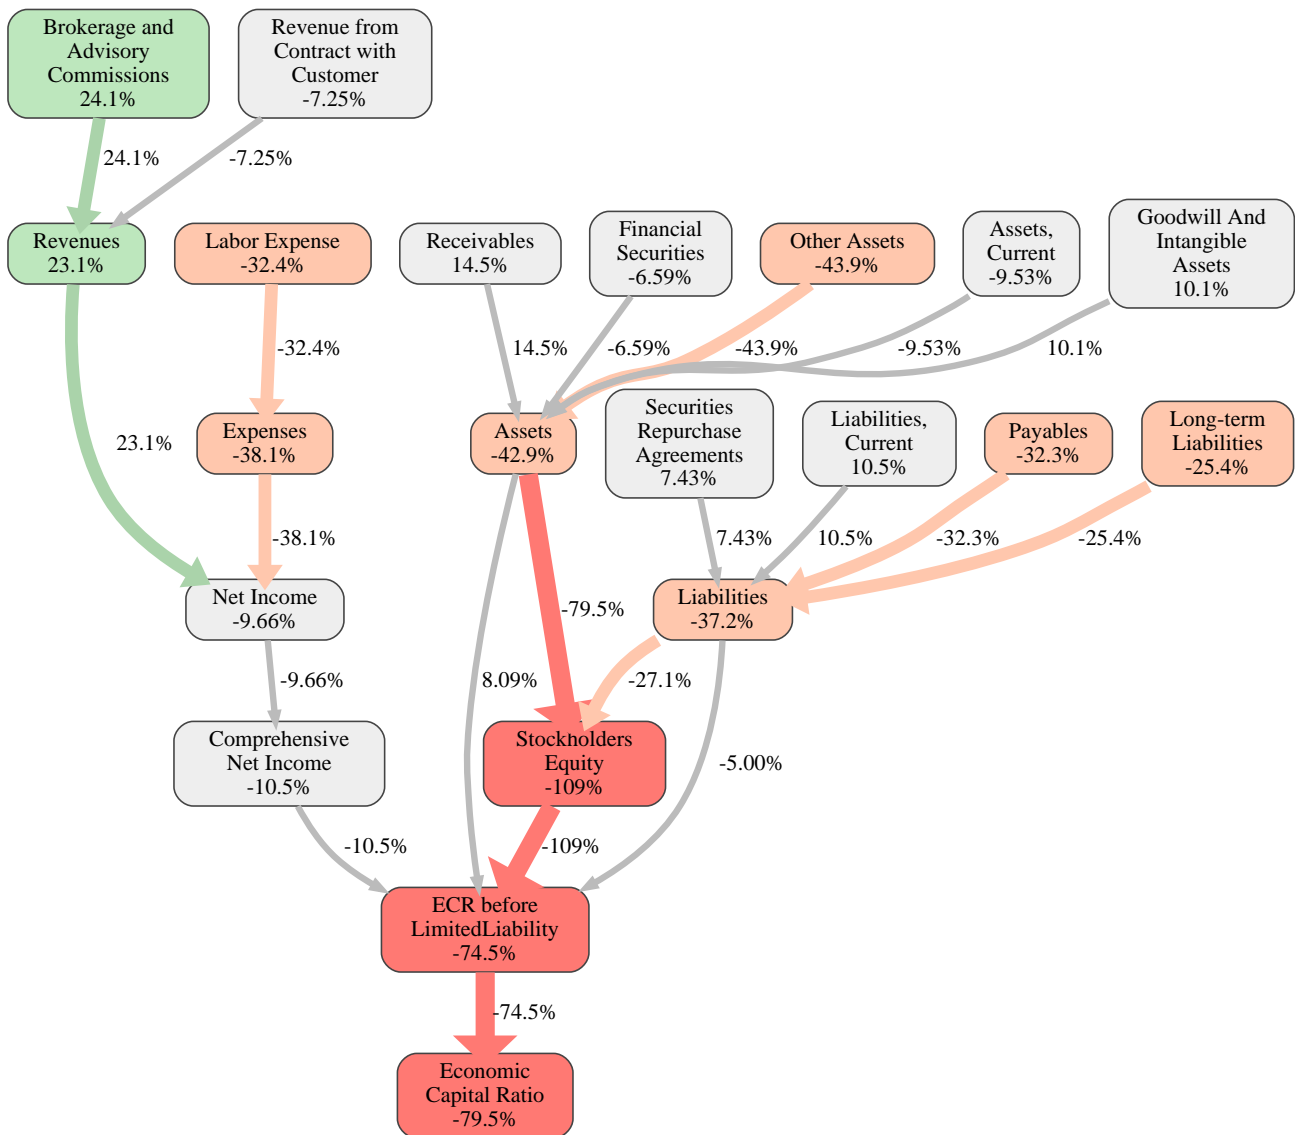 Brokerage and
Advisory
Commissions
24.1%
Revenue from
Contract with
Customer
-7.25%
24.1%
-7.25%
Revenues
23.1%
Labor Expense
-32.4%
Receivables
14.5%
Financial
Securities
-6.59%
Other Assets
-43.9%
Assets,
Current
-9.53%
Goodwill And
Intangible
Assets
10.1%
-32.4%
14.5%
-6.59%
-43.9%
-9.53%
10.1%
23.1%
Expenses
-38.1%
Assets
-42.9%
Securities
Repurchase
Agreements
7.43%
Liabilities,
Current
10.5%
Payables
-32.3%
Long-term
Liabilities
-25.4%
-38.1%
7.43%
10.5%
-32.3%
-25.4%
Net Income
-9.66%
-79.5%
Liabilities
-37.2%
-9.66%
8.09%
-27.1%
Comprehensive
Net Income
-10.5%
Stockholders
Equity
-109%
-5.00%
-10.5%
-109%
ECR before
LimitedLiability
-74.5%
-74.5%
Economic
Capital Ratio
-79.5%